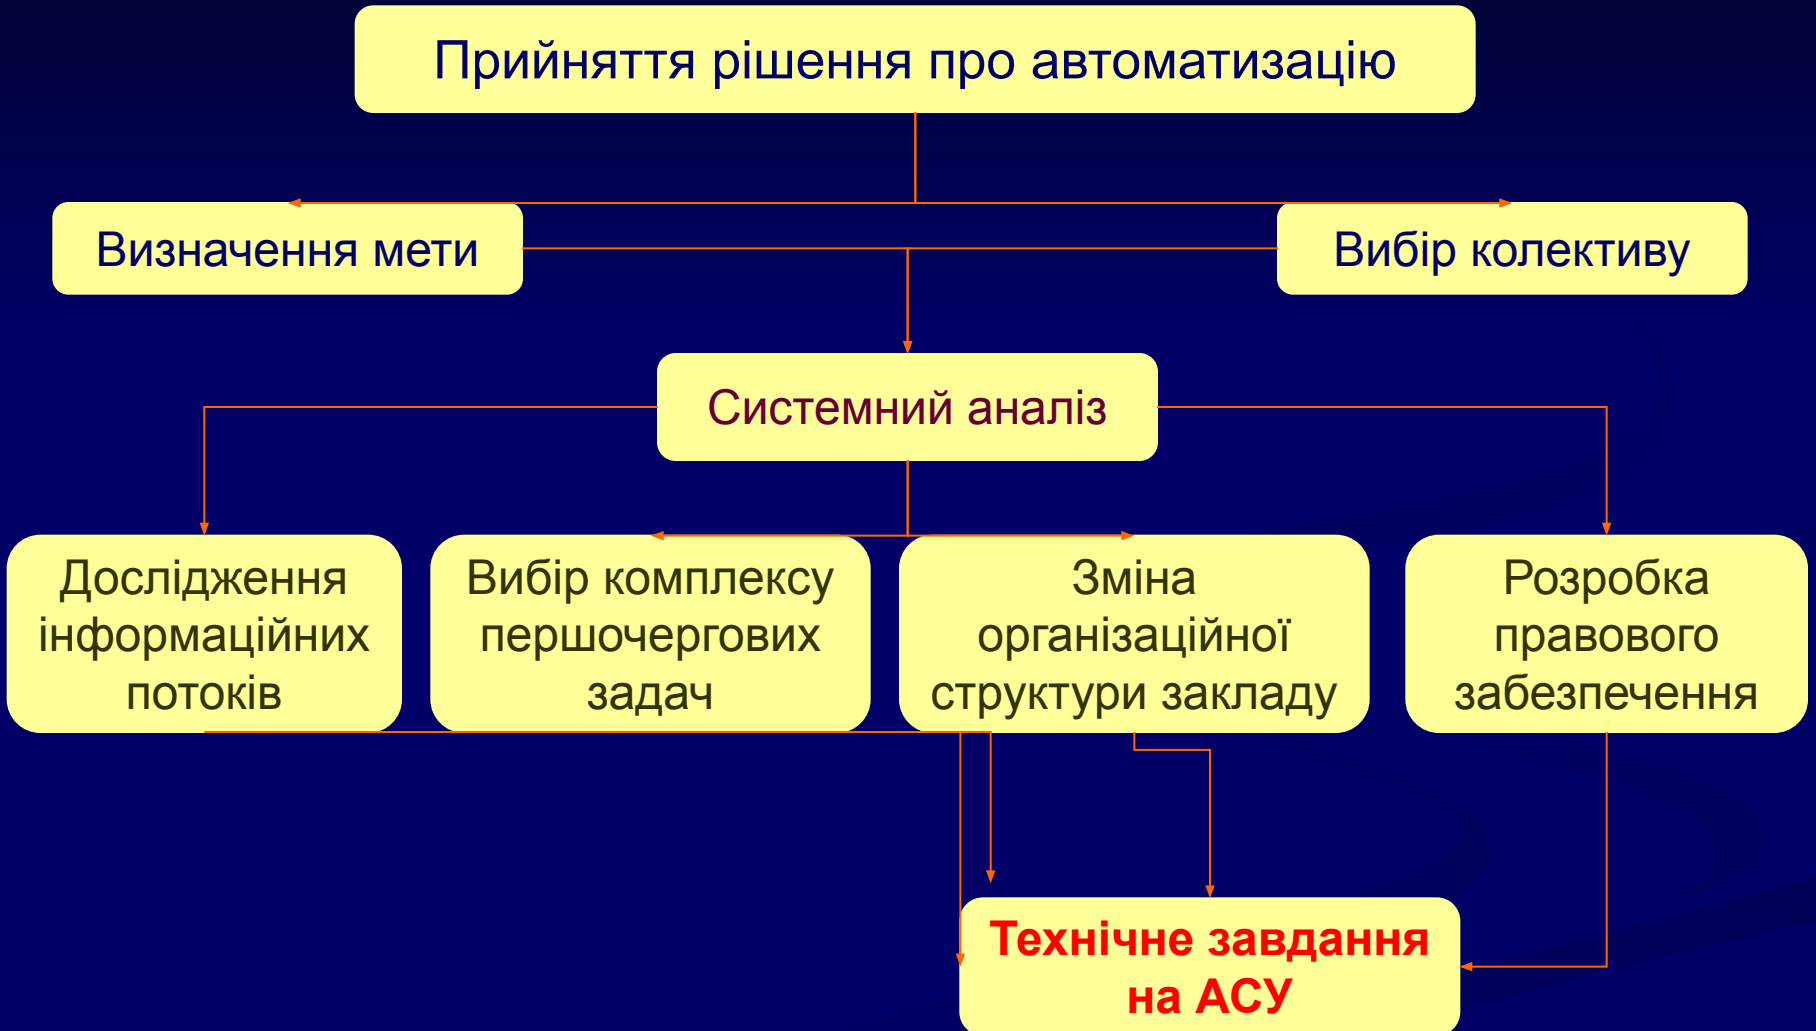 Прийняття рішення про автоматизацію
Визначення мети
Вибір колективу
Системний аналіз
Дослідження
інформаційних
потоків
Вибір комплексу
першочергових
задач
Зміна
організаційної
структури закладу
Розробка
правового
забезпечення
Технічне завдання
на АСУ